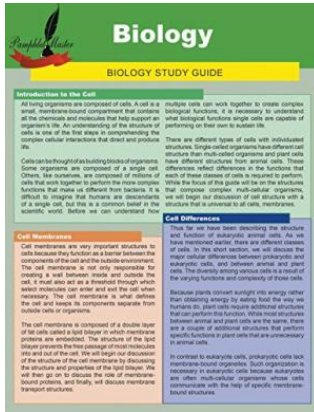 Pamphlet Master
Biology
BIOLOGY STUDY GUIDE
Introduction to the Cell
All living organisms are composed of cells. A cell is a
small, membrane-bound compartment that contains
all the chemicals and molecules that help support an
organism's life. An understanding of the structure of
cells is one of the first steps in comprehending the
complex cellular interactions that direct and produce
life.
Cells can be thought of as building blocks of organisms.
Some organisms are composed of a single cell.
Others, like ourselves, are composed of millions of
cells that work together to perform the more complex
functions that make us different from bacteria. It is
difficult to imagine that humans are descendants
of a single cell, but this is a common belief in the
scientific world. Before we can understand how
multiple cells can work together to create complex
biological functions, it is necessary to understand
what biological functions single cells are capable of
performing on their own to sustain life.
There are different types of cells with individualed
structures. Single-celled organisms have different cell
structure than multi-celled organisms and plant cells
have different structures from animal cells. These
differences reflect differences in the functions that
each of these classes of cells is required to perform.
While the focus of this guide will be on the structures
that compose complex multi-cellular organisms,
we will begin our discussion of cell structure with a
structure that is universal to all cells, membranes.
Cell Membranes
Cell membranes are very important structures to
cells because they function as a barrier between the
components of the cell and the outside environment.
The cell membrane is not only responsible for
creating a wall between inside and outside the
cell, it must also act as a threshold through which
select molecules can enter and exit the cell when
necessary. The cell membrane is what defines
the cell and keeps its components separate from
outside cells or organisms.
The cell membrane is composed of a double layer
of fats called a lipid bilayer in which membrane
proteins are embedded. The structure of the lipid
bilayer prevents the free passage of most molecules
into and out of the cell. We will begin our discussion
of the structure of the cell membrane by discussing
the structure and properties of the lipid bilayer. We
will then go on to discuss the role of membrane-
bound proteins, and finally, will discuss membrane
transport structures.
Cell Differences
Thus far we have been describing the structure
and function of eukaryotic animal cells. As we
have mentioned earlier, there are different classes
of cells. In this short section, we will discuss the
major cellular differences between prokaryotic and
eukaryotic cells, and between animal and plant
cells. The diversity among various cells is a result of
the varying functions and complexity of those cells.
Because plants convert sunlight into energy rather
than obtaining energy by eating food the way we
humans do, plant cells require additional structures
that can perform this function. While most structures
between animal and plant cells are the same, there
are a couple of additional structures that perform
specific functions in plant cells that are unnecessary
in animal cells.
In contrast to eukaryotic cells, prokaryotic cells lack
membrane-bound organelles. Such organization is
necessary in eukaryotic cells because eukaryotes
are often multi-cellular organisms whose cells
communicate with the help of specific membrane-
bound structures.